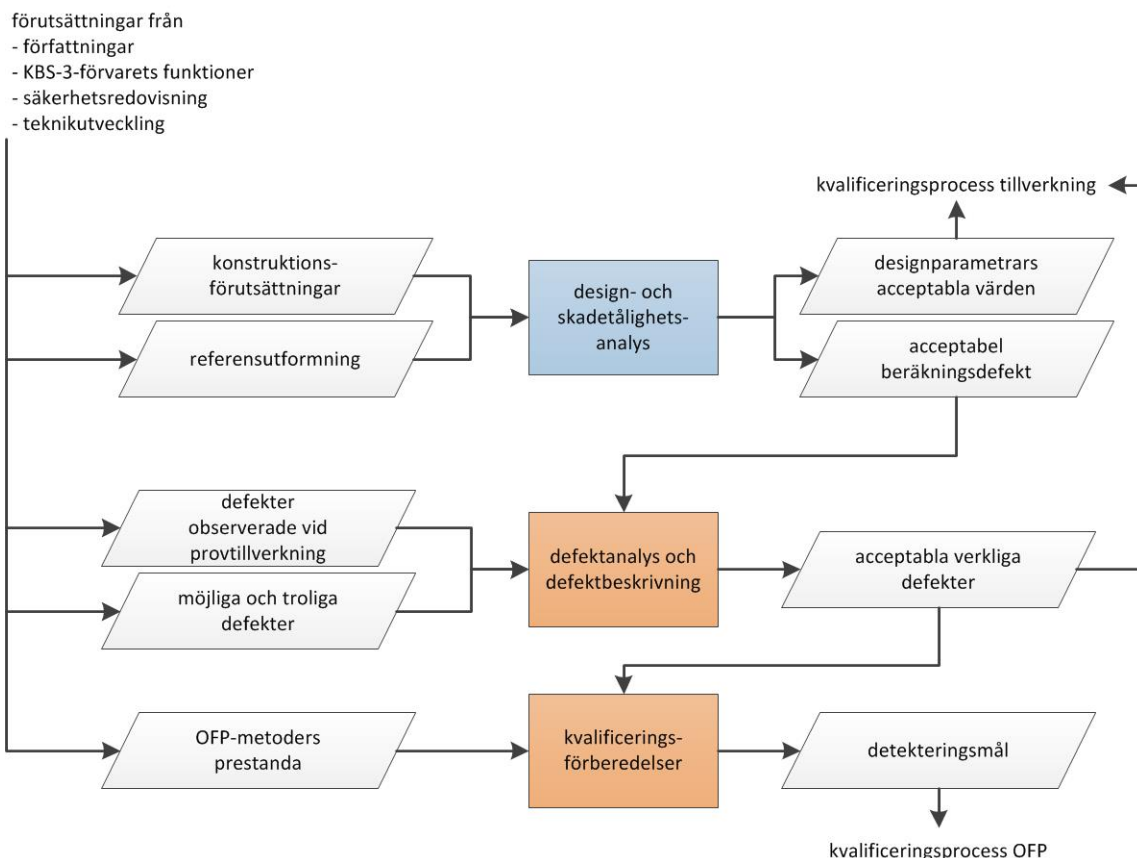 förutsättningar från
- författningar
- KBS-3-förvarets funktioner
- säkerhetsredovisning
- teknikutveckling
kvalificeringsprocess tillverkning
konstruktions-
förutsättningar
design- och
skadetålighets-
analys
designparametrars
acceptabla värden
referensutformning
acceptabel
beräkningsdefekt
defekter
observerade vid
provtillverkning
defektanalys och
defektbeskrivning
acceptabla verkliga
defekter
möjliga och troliga
defekter
OFP-metoders
prestanda
kvalificerings-
förberedelser
detekteringsmål
kvalificeringsprocess OFP